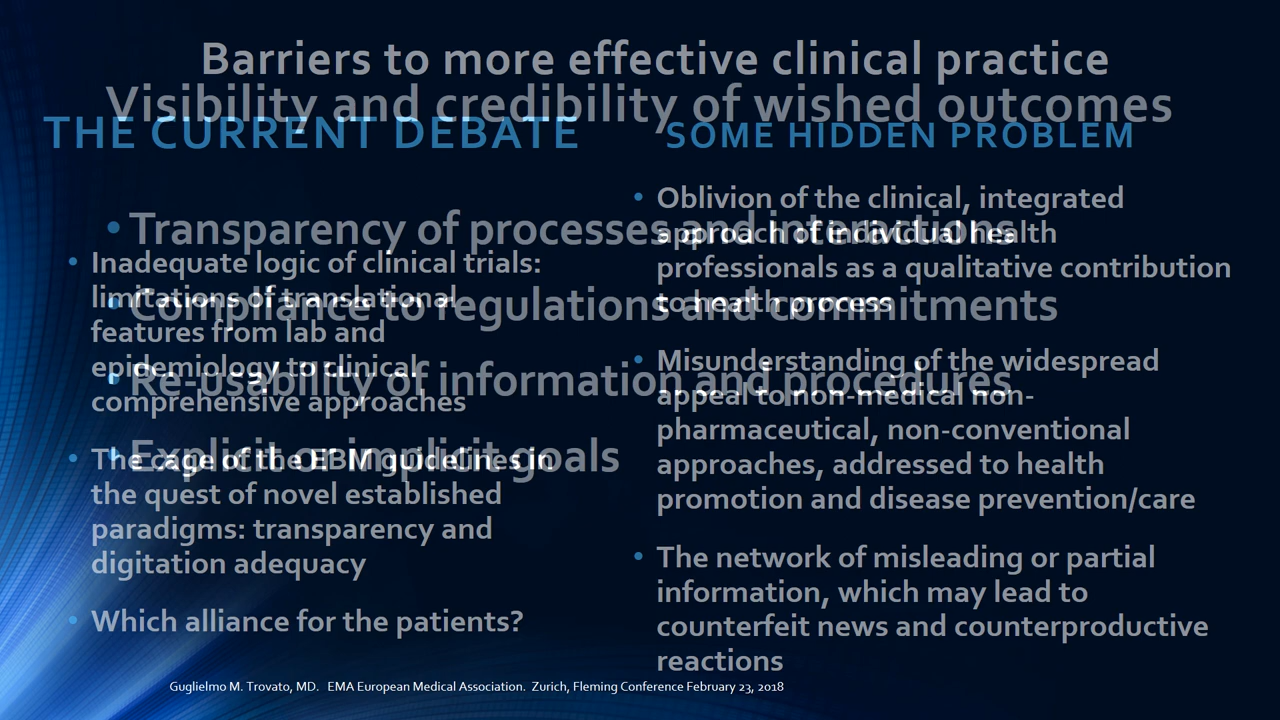 Barriers to more effective clinical practice
Visibility and credibility of wished outcomes
THE CURRENT DEBATE
SOME HIDDEN PROBLEM
• Transparency of processes and interactions
• Compliance to regulations and commitments
• Re-usability of information and procedures
• Explicit or implicit goals
• Inadequate logic of clinical trials:
limitations of translational
features from lab and
epidemiology to clinical
comprehensive approaches
• The cage of the EBM guidelines in
the quest of novel established
paradigms: transparency and
digitation adequacy
• Which alliance for the patients?
• Oblivion of the clinical, integrated
approach of individual health
professionals as a qualitative contribution
to health process
• Misunderstanding of the widespread
appeal to non-medical non-
pharmaceutical, non-conventional
approaches, addressed to health
promotion and disease prevention/care
• The network of misleading or partial
information, which may lead to
counterfeit news and counterproductive
reactions
Guglielmo M. Trovato, MD. EMA European Medical Association. Zurich, Fleming Conference February 23, 2018